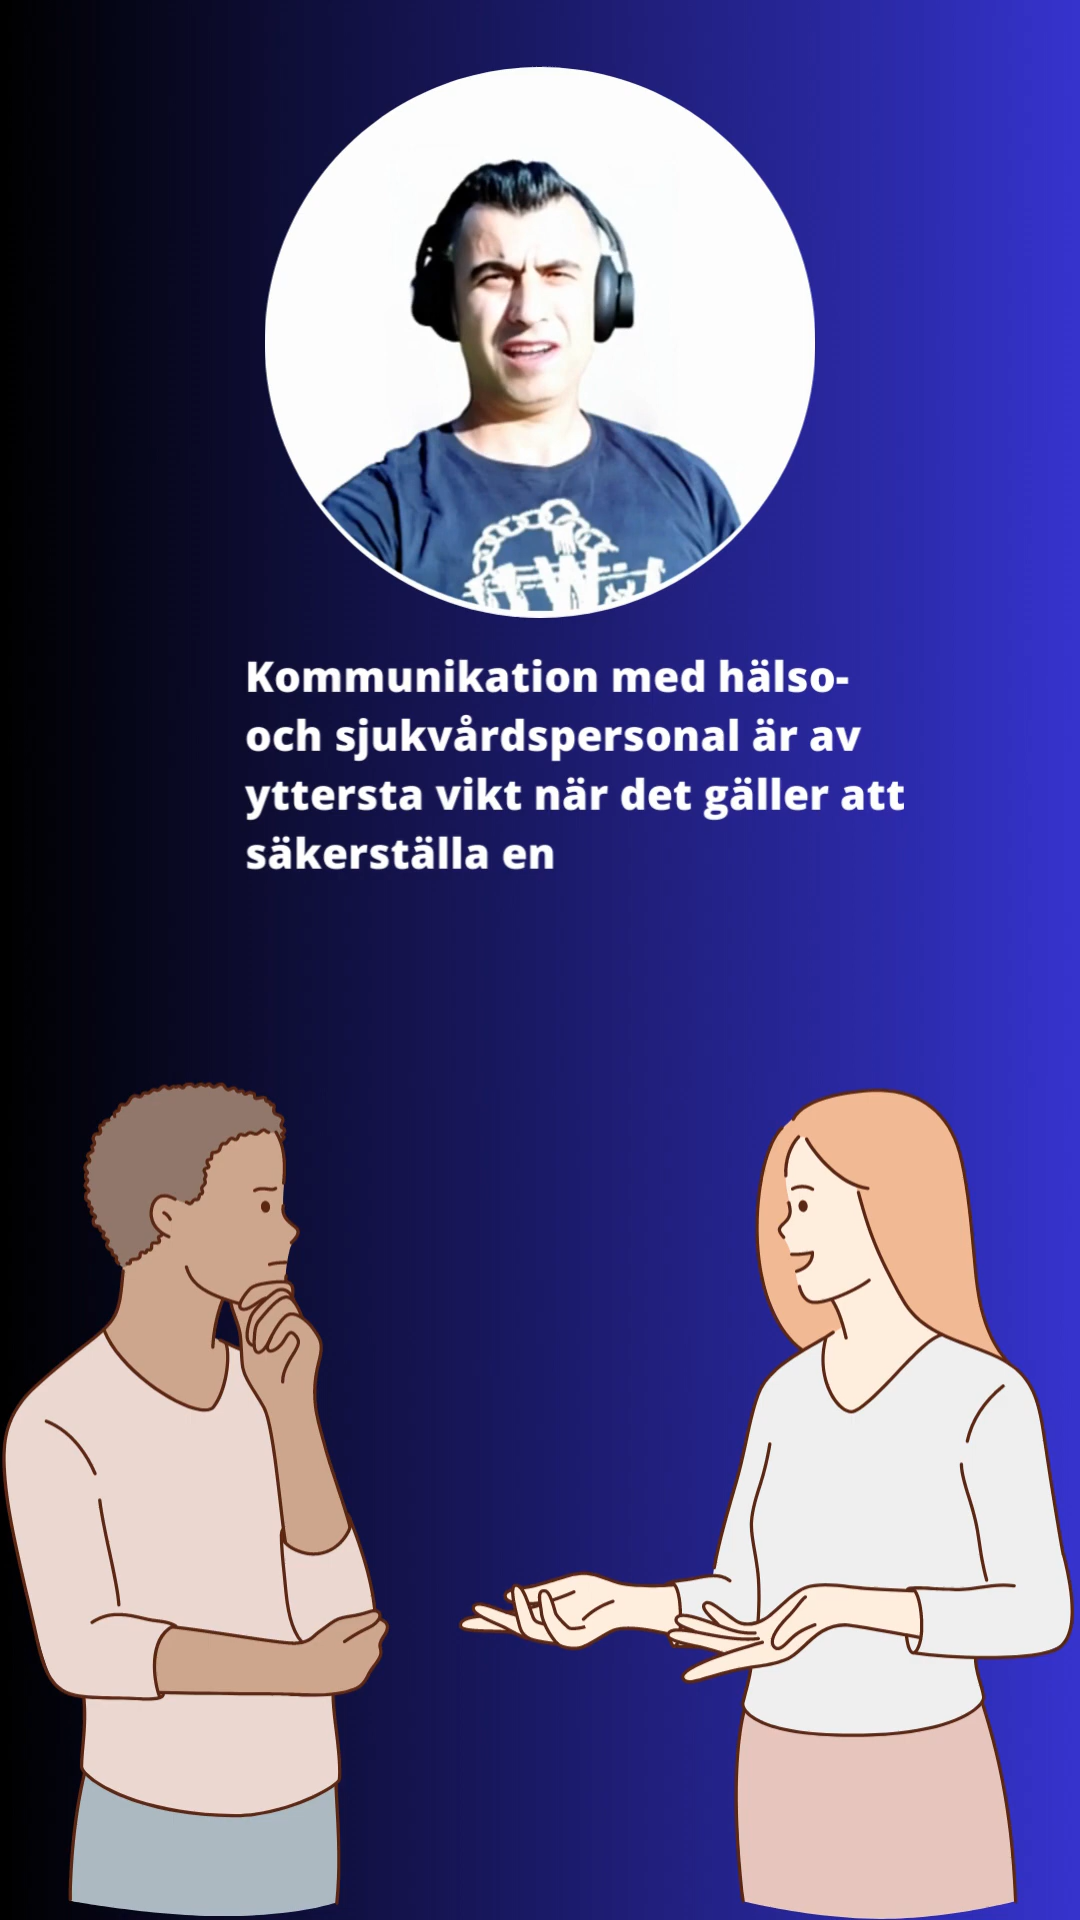 Kommunikation med hälso-
och sjukvårdspersonal är av
yttersta vikt när det gäller att
säkerställa en